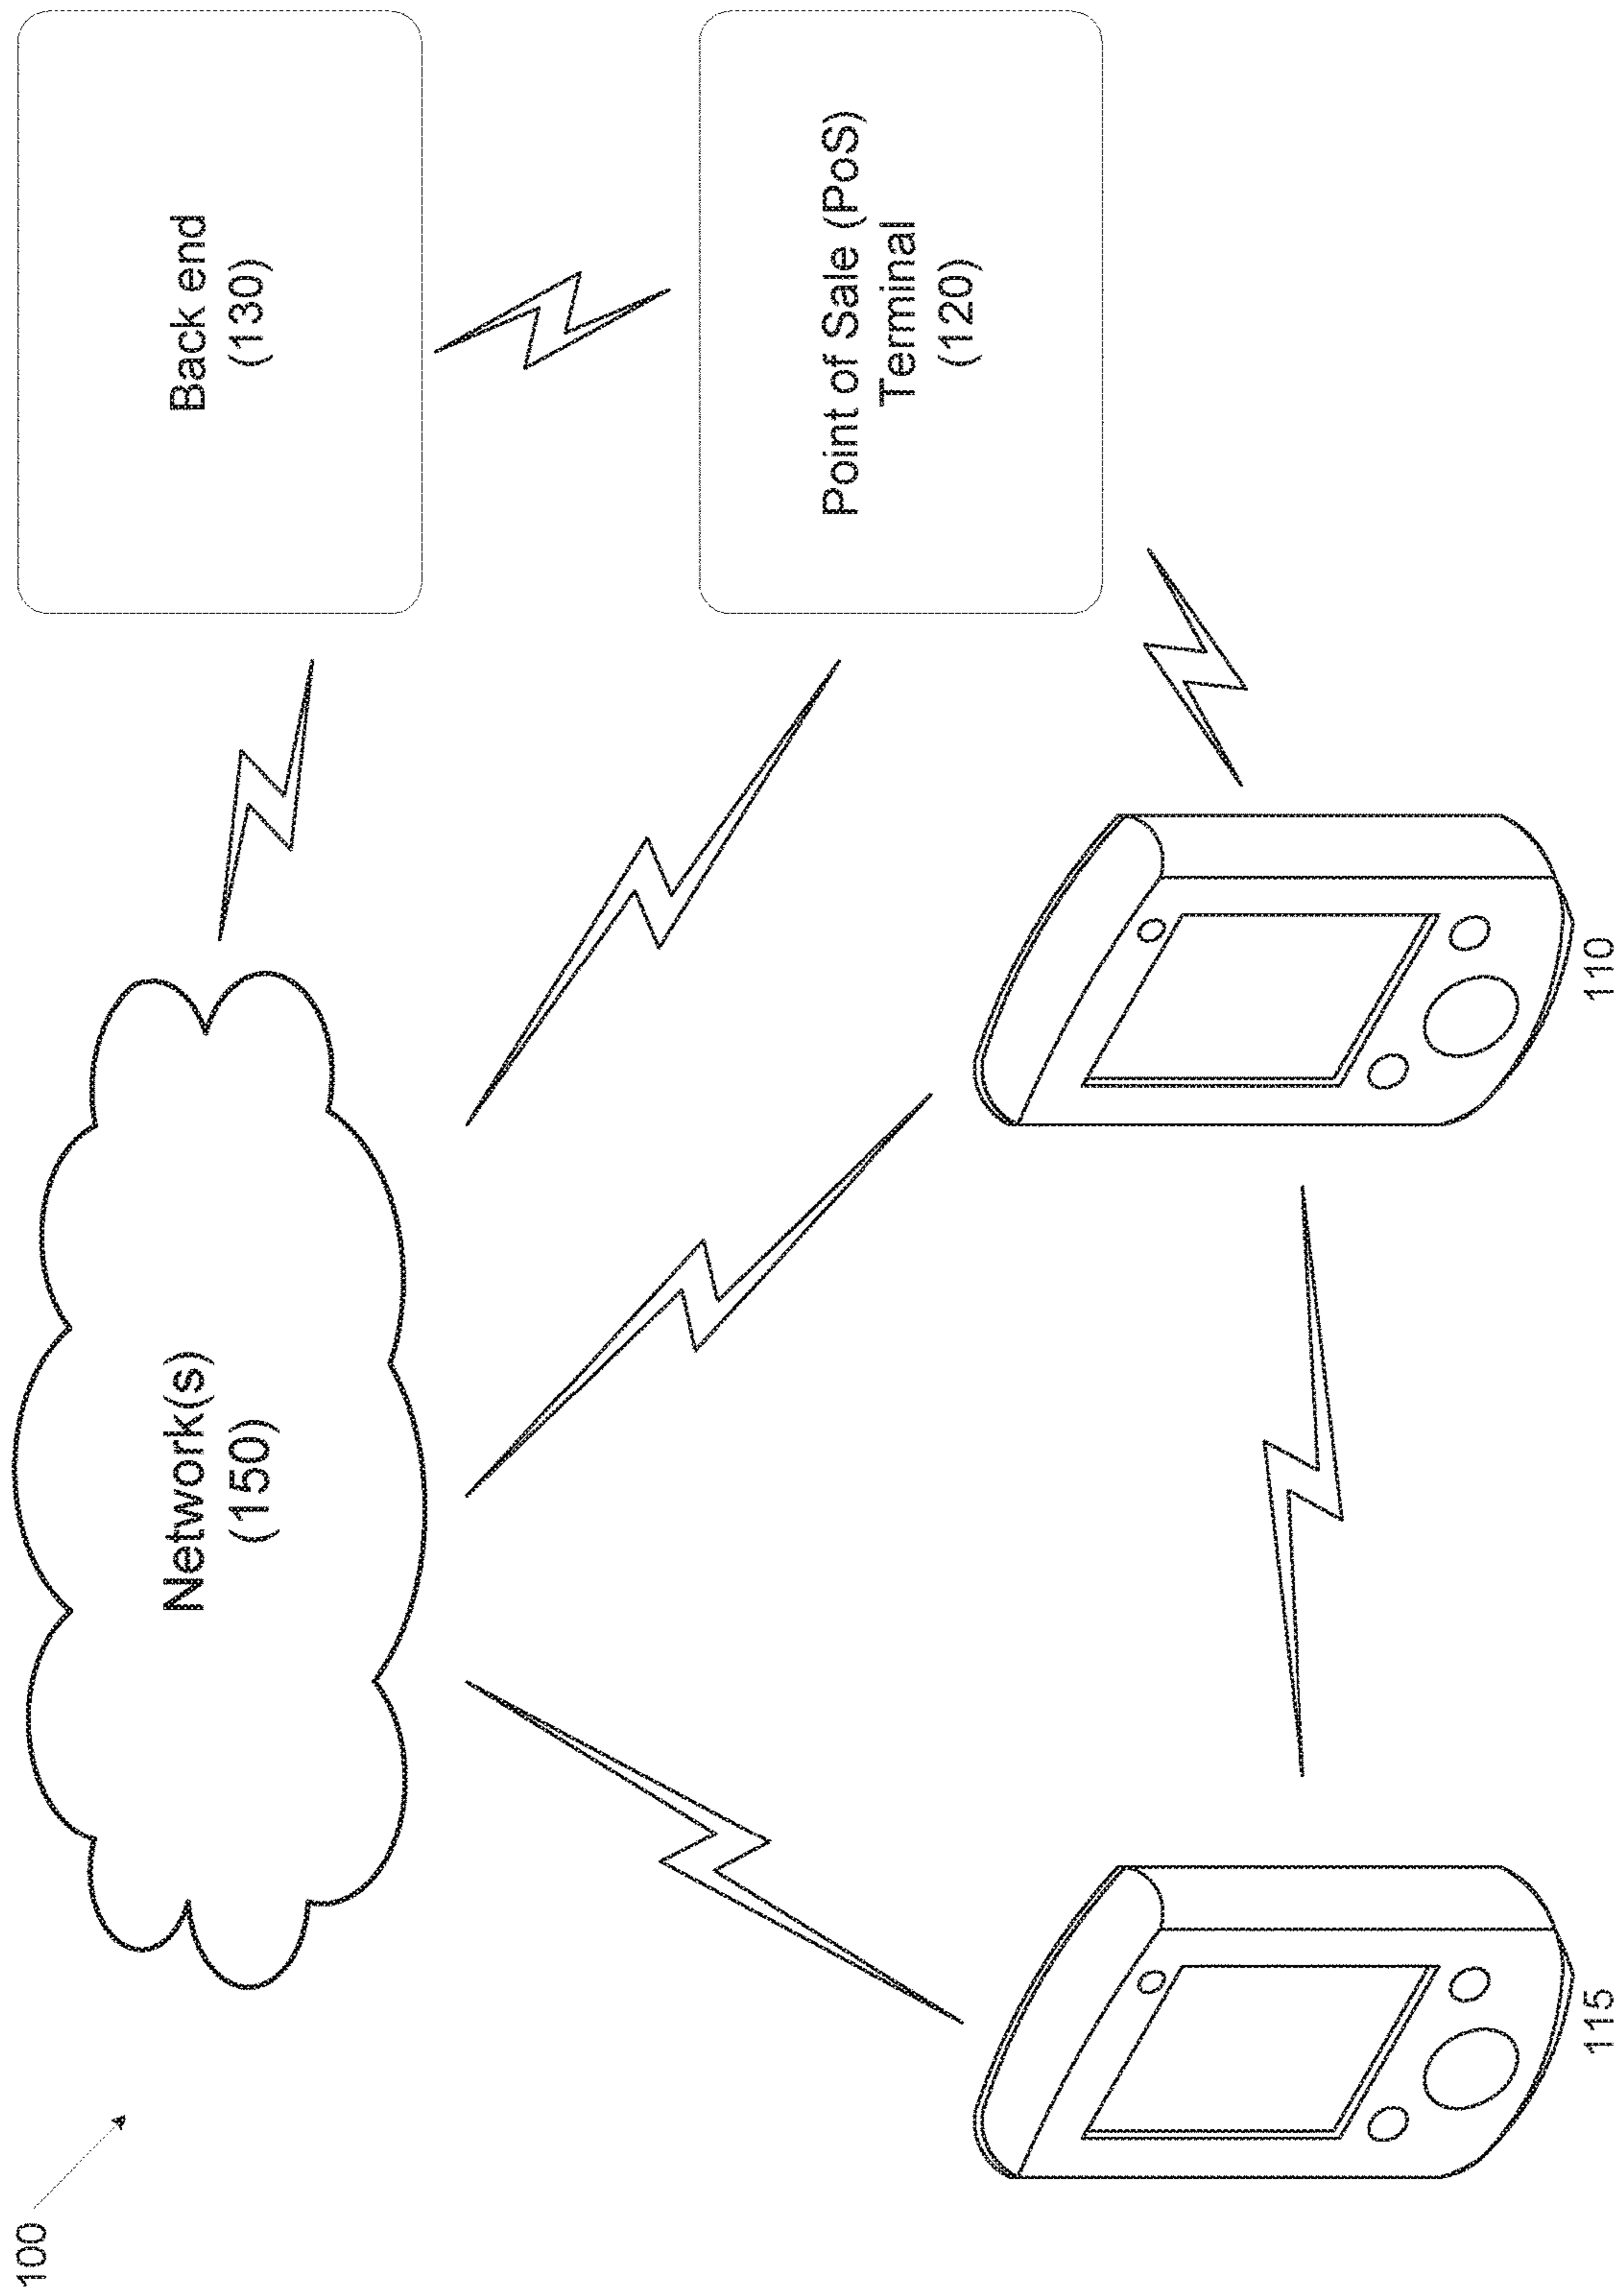 100
Network(s)
(150)
Back end
(130)
Point of Sale (PoS)
Terminal
(120)
115
110